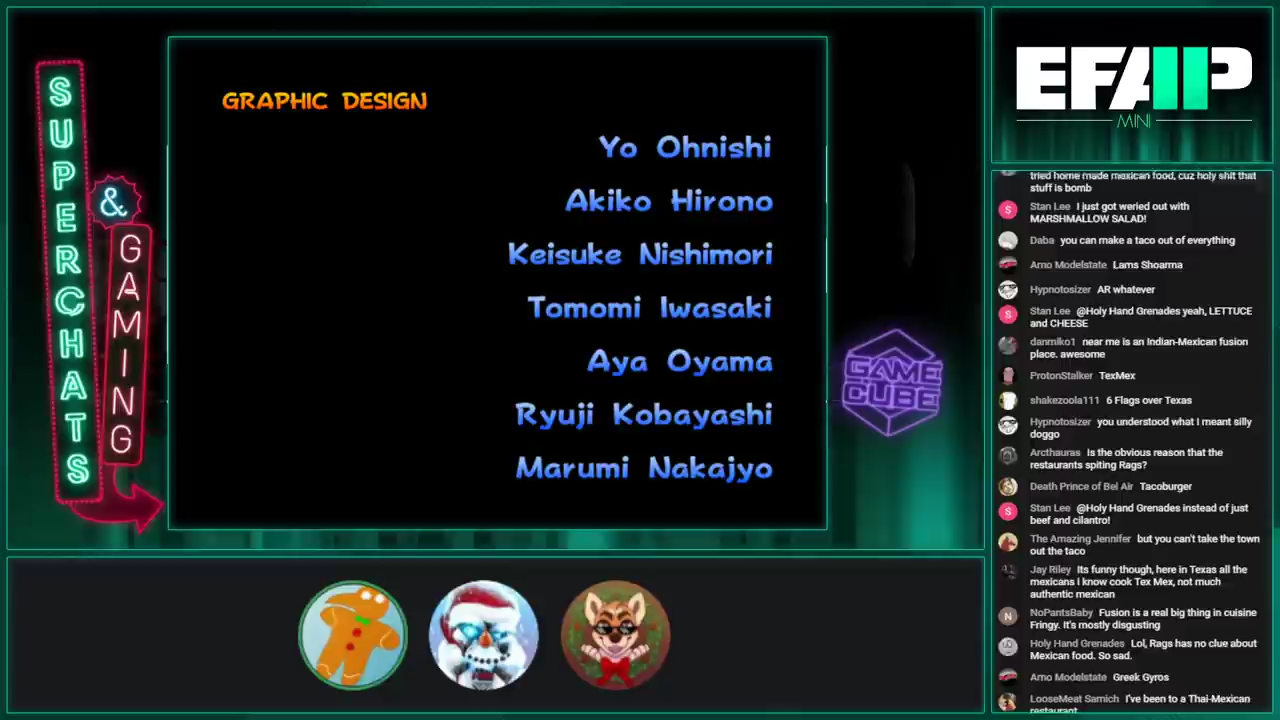 SUPERCHATS
&
GAMING
GRAPHIC DESIGN
Yo Ohnishi
Akiko Hirono
Keisuke Nishimori
Tomomi Iwasaki
Aya Oyama
Ryuji Kobayashi
Marumi Nakajyo
GAME
CUBE
EFAP
MINI
tried home made mexican food, cuz holy shit that
stuff is bomb
S
Stan Lee I just got weried out with
MARSHMALLOW SALAD!
Daba you can make a taco out of everything
Arno Modelstate Lams Shoarma
Hypnotosizer AR whatever
S
Stan Lee @Holy Hand Grenades yeah, LETTUCE
and CHEESE
danmiko1 near me is an Indian-Mexican fusion
place. awesome
ProtonStalker TexMex
shakezoola111 6 Flags over Texas
Hypnotosizer you understood what I meant silly
doggo
Arcthauras Is the obvious reason that the
restaurants spiting Rags?
Death Prince of Bel Air Tacoburger
S
Stan Lee @Holy Hand Grenades instead of just
beef and cilantro!
The Amazing Jennifer but you can't take the town
out the taco
Jay Riley Its funny though, here in Texas all the
mexicans i know cook Tex Mex, not much
authentic mexican
N
NoPantsBaby Fusion is a real big thing in cuisine
Fringy. It's mostly disgusting
Holy Hand Grenades Lol, Rags has no clue about
Mexican food. So sad.
Arno Modelstate Greek Gyros
LooseMeat Samich I've been to a Thai-Mexican
restaurant